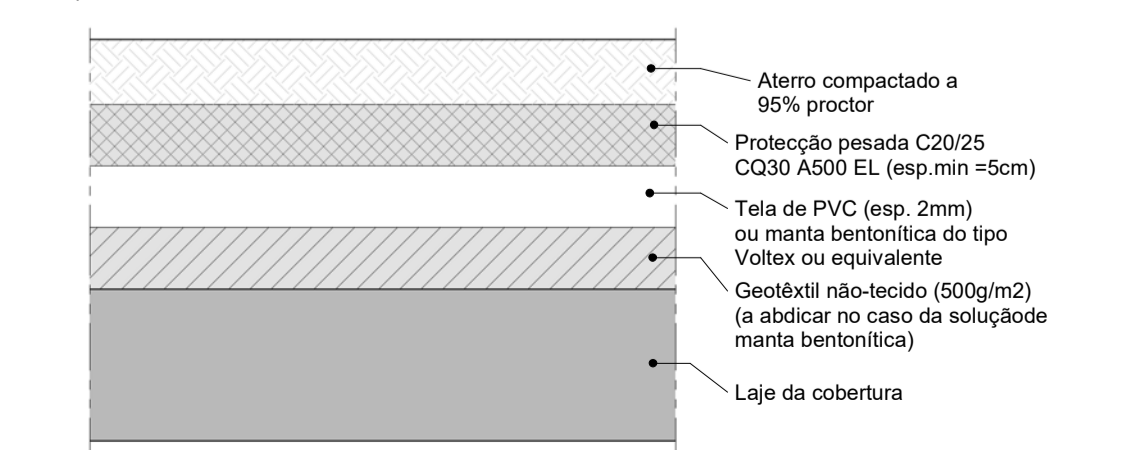 Aterro compactado a
95% proctor
Protecção pesada C20/25
CQ30 A500 EL (esp.min =5cm)
Tela de PVC (esp. 2mm)
ou manta bentonítica do tipo
Voltex ou equivalente
Geotêxtil não-tecido (500g/m2)
(a abdicar no caso da soluçãode
manta bentonítica)
Laje da cobertura